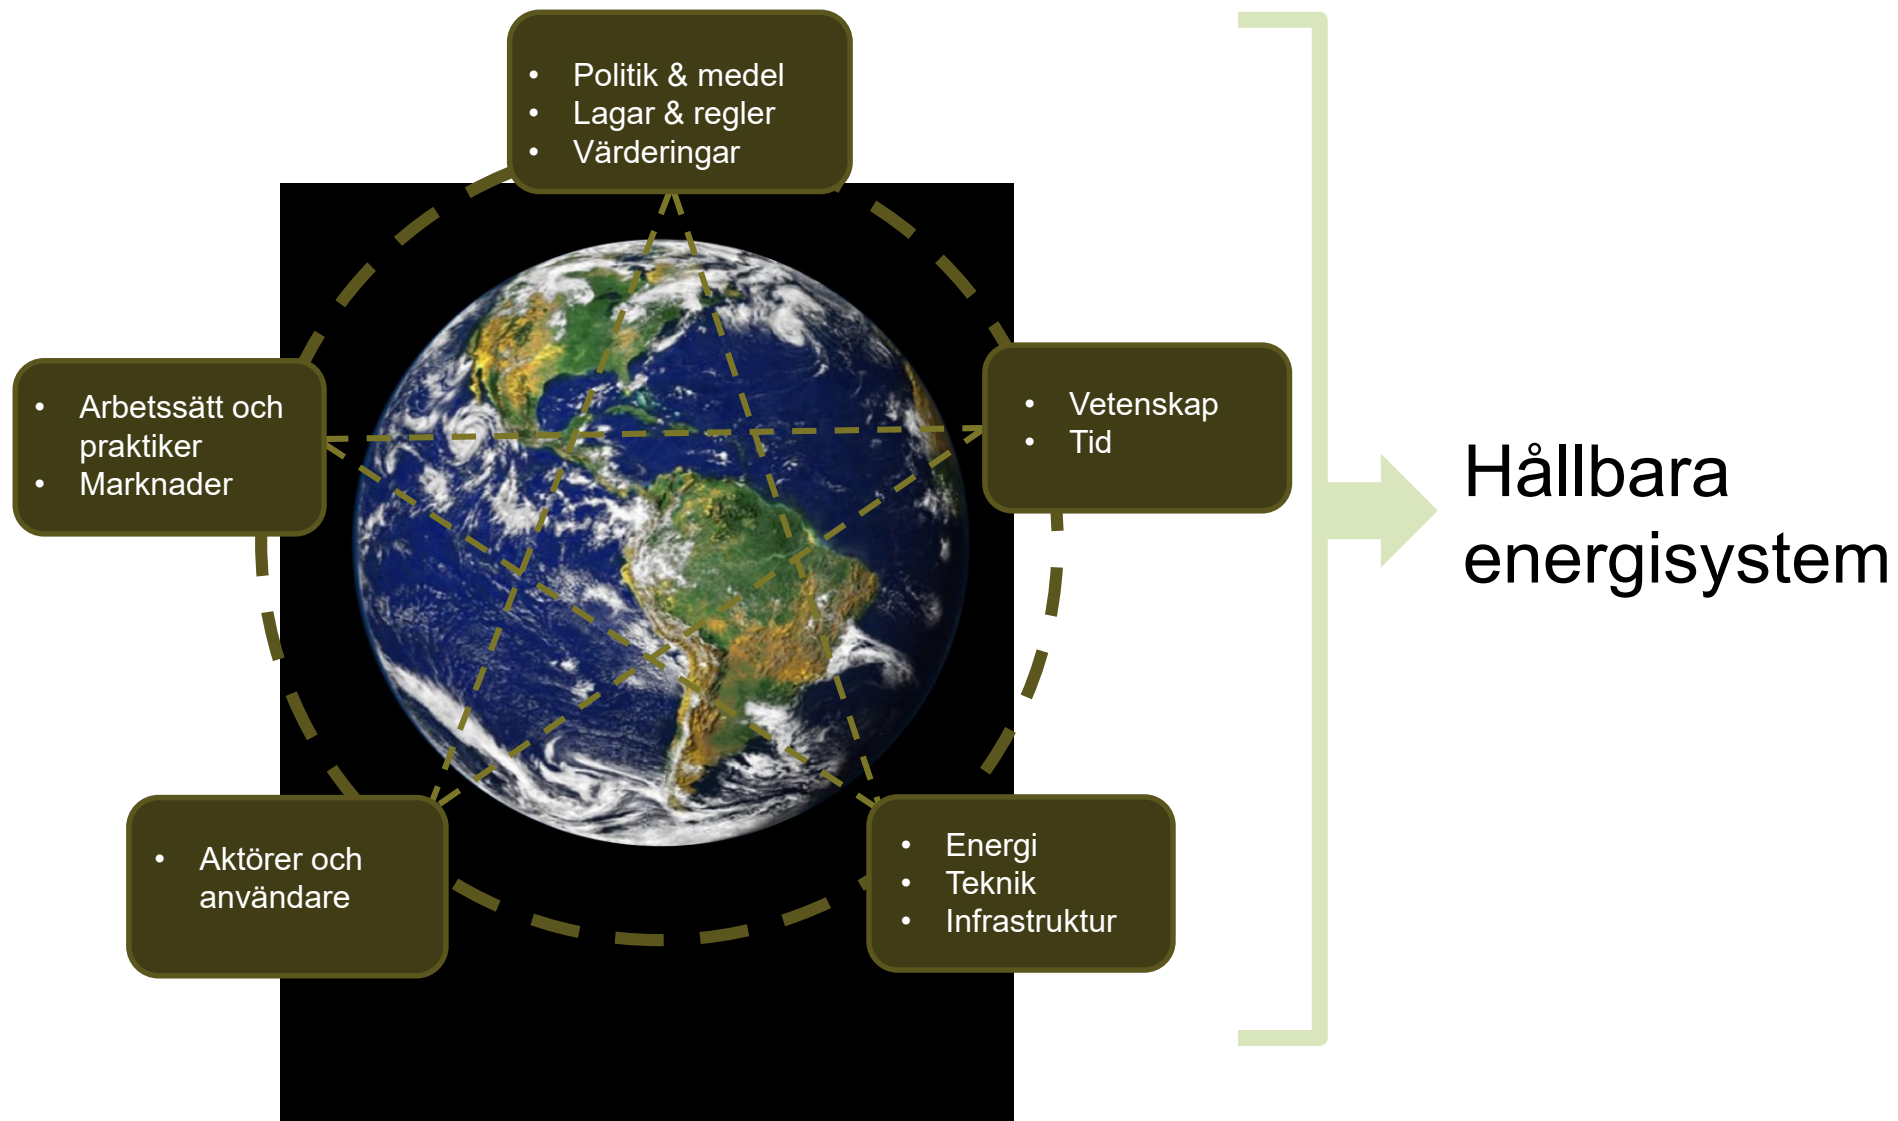 • Politik & medel
• Lagar & regler
• Värderingar
• Arbetssätt och
praktiker
• Marknader
• Vetenskap
• Tid
• Aktörer och
användare
• Energi
• Teknik
• Infrastruktur
Hållbara
energisystem